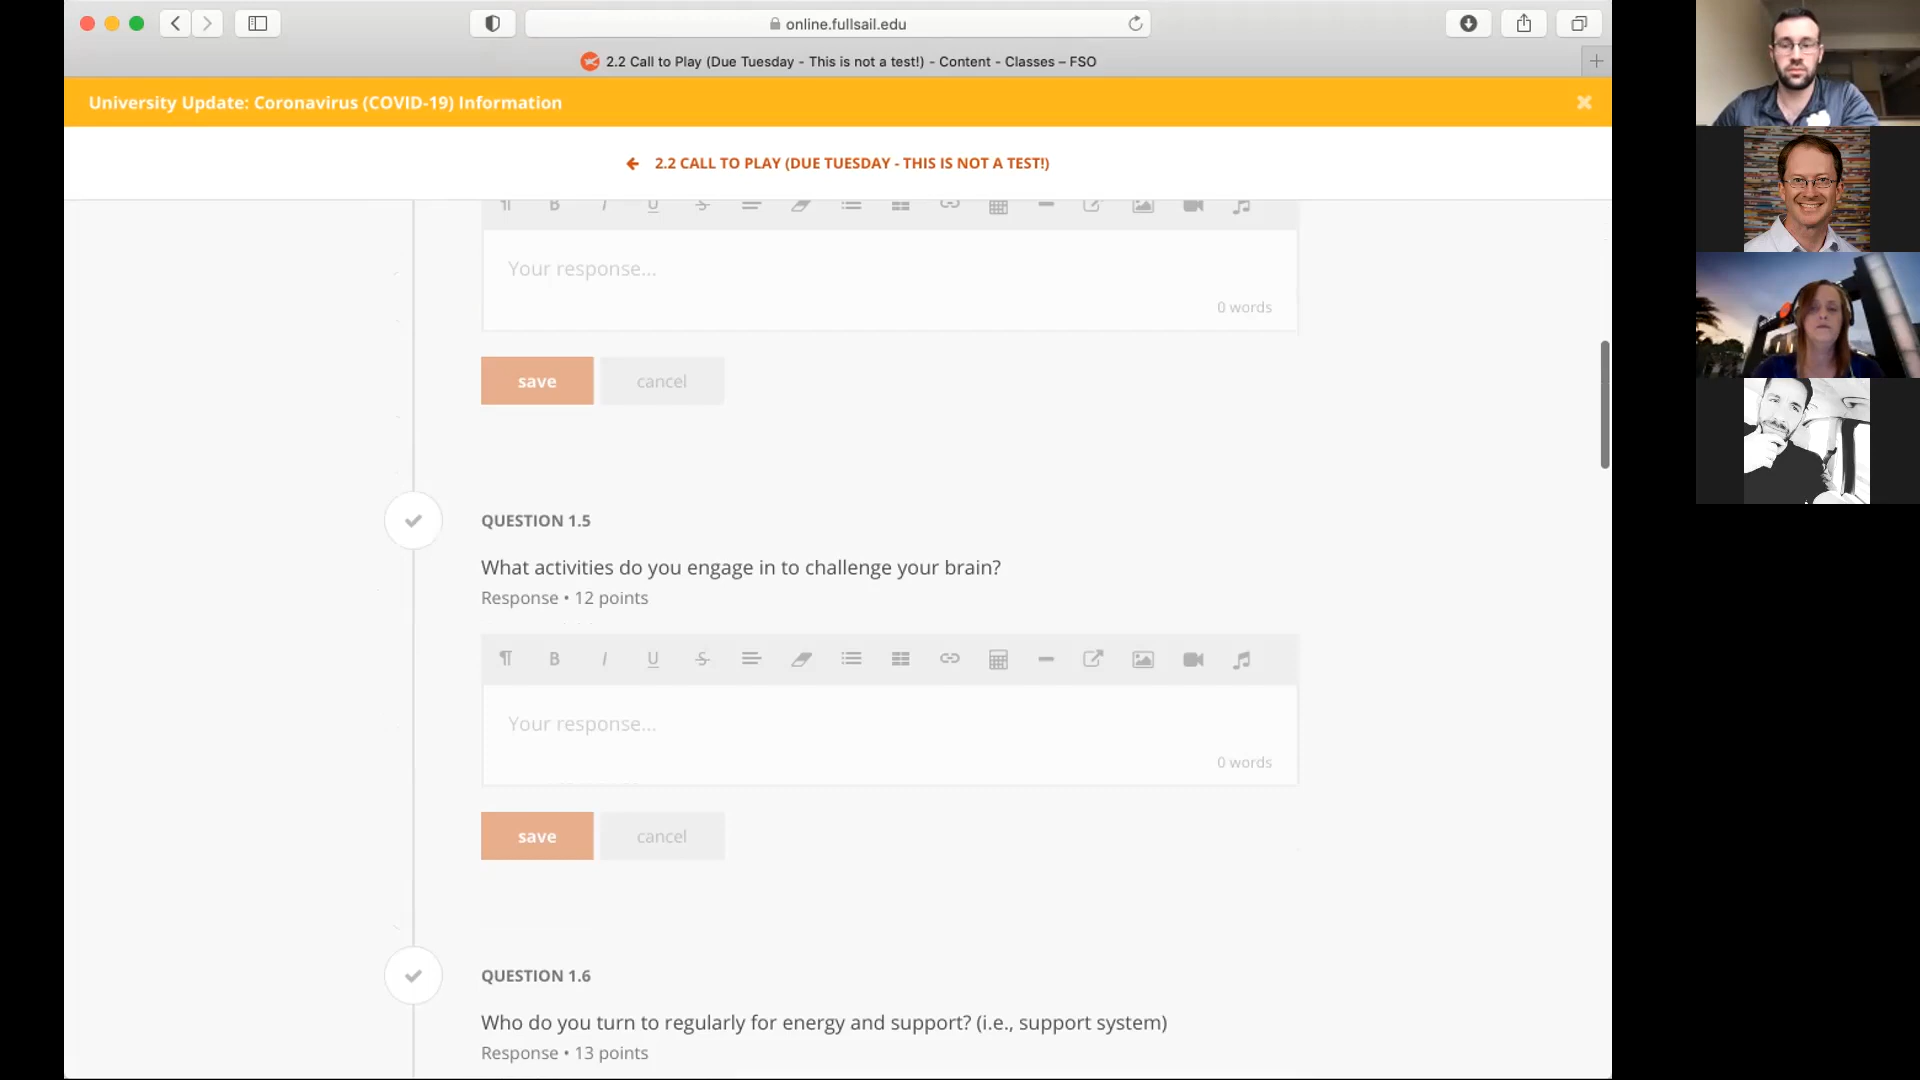 online.fullsail.edu
2.2 Call to Play (Due Tuesday - This is not a test!) - Content - Classes – FSO
University Update: Coronavirus (COVID-19) Information
2.2 CALL TO PLAY (DUE TUESDAY - THIS IS NOT A TEST!)
Your response...
0 words
save cancel
QUESTION 1.5
What activities do you engage in to challenge your brain?
Response • 12 points
Your response...
0 words
save cancel
QUESTION 1.6
Who do you turn to regularly for energy and support? (i.e., support system)
Response • 13 points